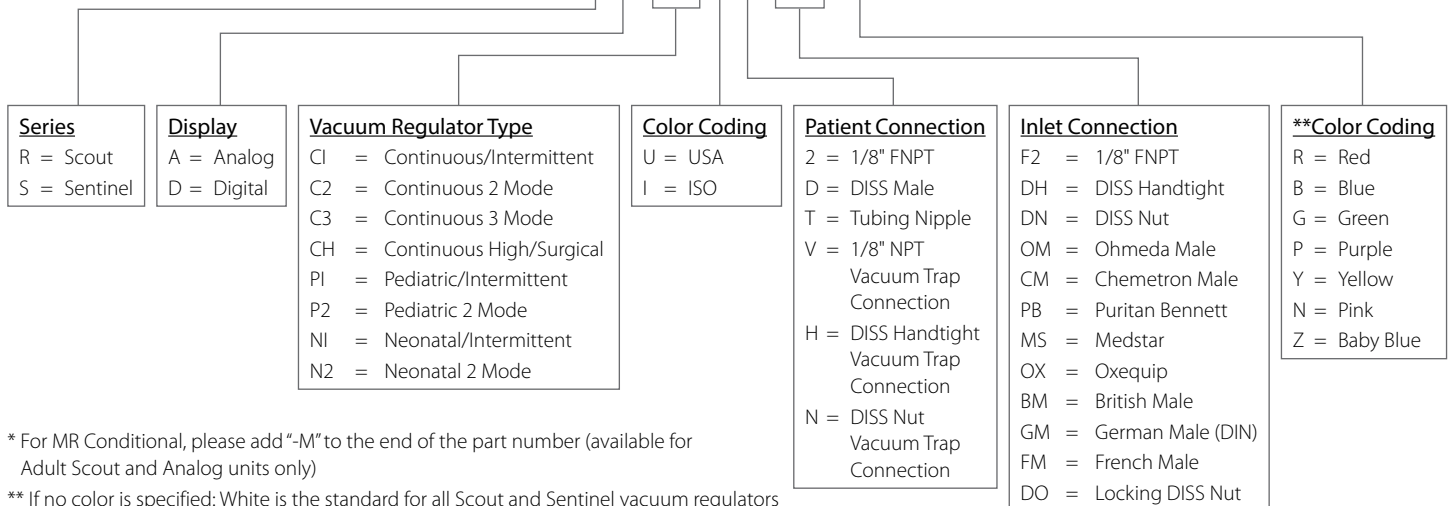 Series
R = Scout
S = Sentinel
Display
A = Analog
D = Digital
Vacuum Regulator Type
CI = Continuous/Intermittent
C2 = Continuous 2 Mode
C3 = Continuous 3 Mode
CH = Continuous High/Surgical
PI = Pediatric/Intermittent
P2 = Pediatric 2 Mode
NI = Neonatal/Intermittent
N2 = Neonatal 2 Mode
Color Coding
U = USA
I = ISO
Patient Connection
2 = 1/8" FNPT
D = DISS Male
T = Tubing Nipple
V = 1/8" NPT
Vacuum Trap
Connection
H = DISS Handtight
Vacuum Trap
Connection
N = DISS Nut
Vacuum Trap
Connection
Inlet Connection
F2 = 1/8" FNPT
DH = DISS Handtight
DN = DISS Nut
OM = Ohmeda Male
CM = Chemetron Male
PB = Puritan Bennett
MS = Medstar
OX = Oxequip
BM = British Male
GM = German Male (DIN)
FM = French Male
DO = Locking DISS Nut
**Color Coding
R = Red
B = Blue
G = Green
P = Purple
Y = Yellow
N = Pink
Z = Baby Blue
* For MR Conditional, please add "-M" to the end of the part number (available for
Adult Scout and Analog units only)
** If no color is specified: White is the standard for all Scout and Sentinel vacuum regulators